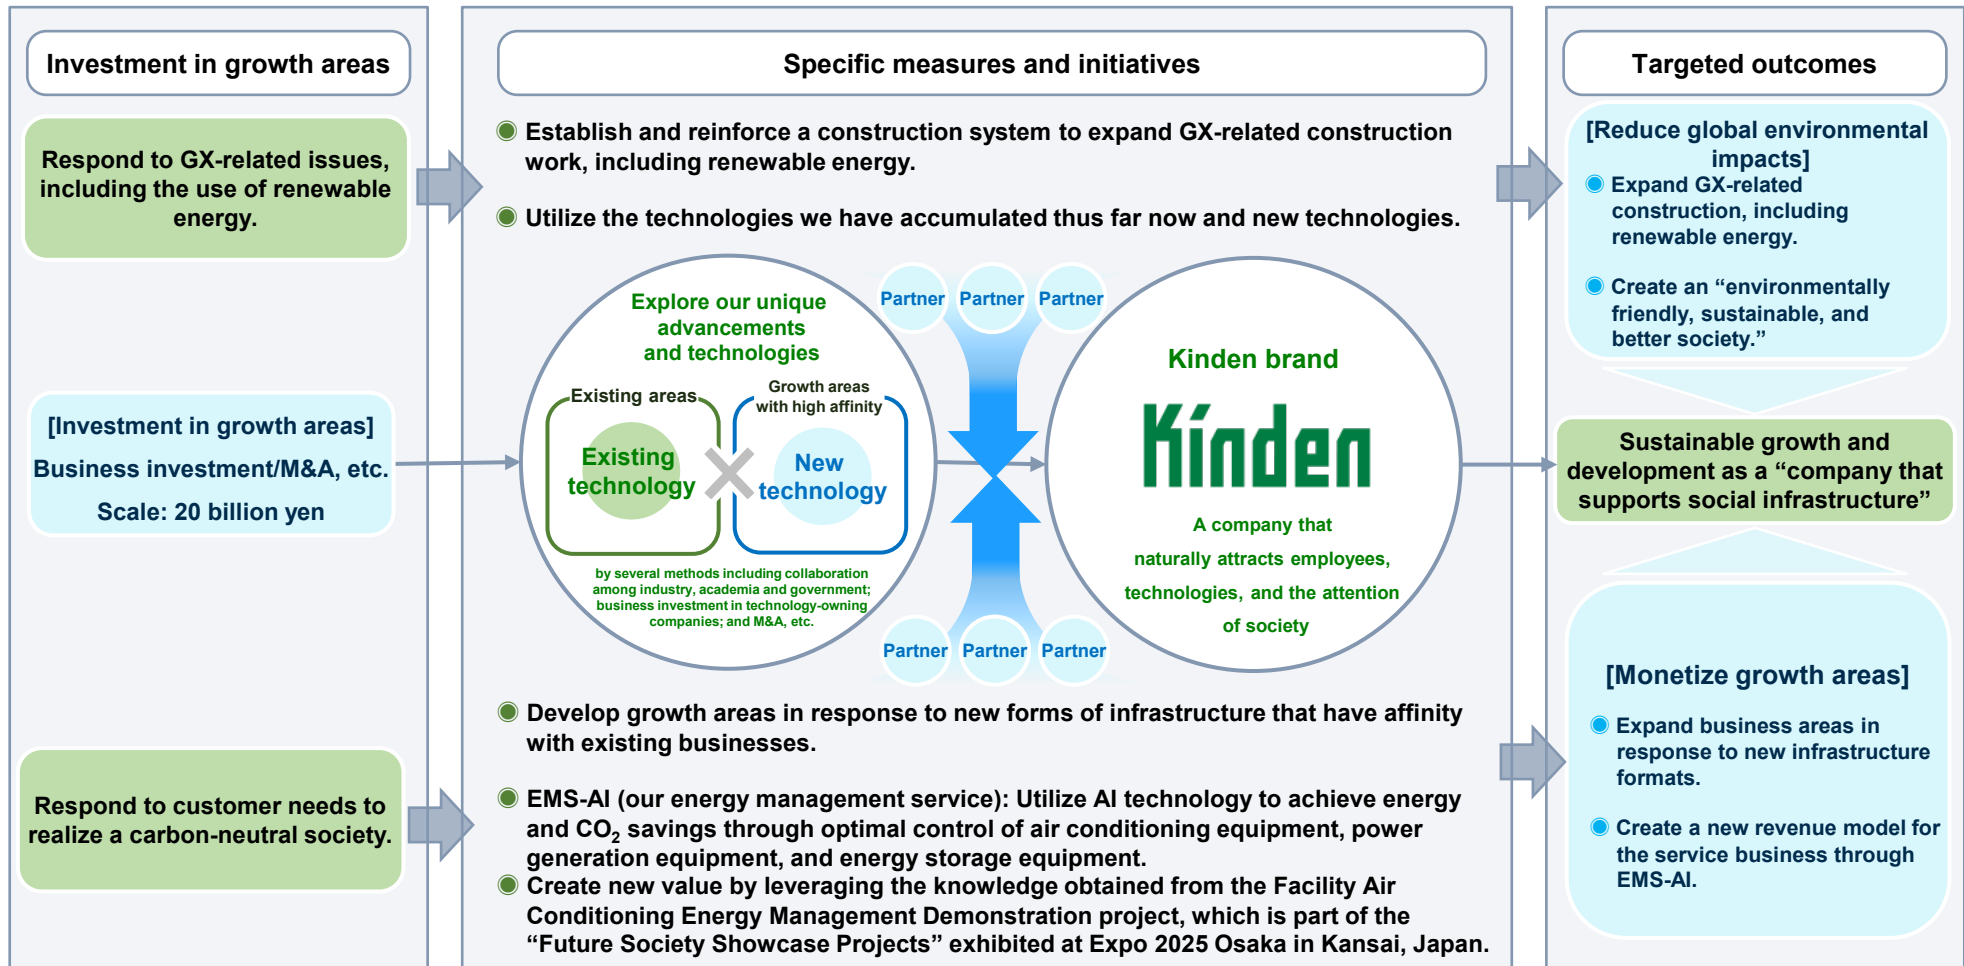 Investment in growth areas
Respond to GX-related issues,
including the use of renewable
energy.
[Investment in growth areas]
Business investment/M&A, etc.
Scale: 20 billion yen
Respond to customer needs to
realize a carbon-neutral society.
Specific measures and initiatives
Establish and reinforce a construction system to expand GX-related construction
work, including renewable energy.
Utilize the technologies we have accumulated thus far now and new technologies.
Explore our unique
advancements
and technologies
Existing areas
Growth areas
with high affinity
Existing
technology
New
technology
by several methods including collaboration
among industry, academia and government;
business investment in technology-owning
companies; and M&A, etc.
Partner Partner Partner
Partner Partner Partner
Kinden brand
Kinden
A company that
naturally attracts employees,
technologies, and the attention
of society
Develop growth areas in response to new forms of infrastructure that have affinity
with existing businesses.
EMS-AI (our energy management service): Utilize AI technology to achieve energy
and CO2 savings through optimal control of air conditioning equipment, power
generation equipment, and energy storage equipment.
Create new value by leveraging the knowledge obtained from the Facility Air
Conditioning Energy Management Demonstration project, which is part of the
“Future Society Showcase Projects” exhibited at Expo 2025 Osaka in Kansai, Japan.
Targeted outcomes
[Reduce global environmental
impacts]
Expand GX-related
construction, including
renewable energy.
Create an “environmentally
friendly, sustainable, and
better society.”
Sustainable growth and
development as a “company that
supports social infrastructure”
[Monetize growth areas]
Expand business areas in
response to new infrastructure
formats.
Create a new revenue model for
the service business through
EMS-AI.